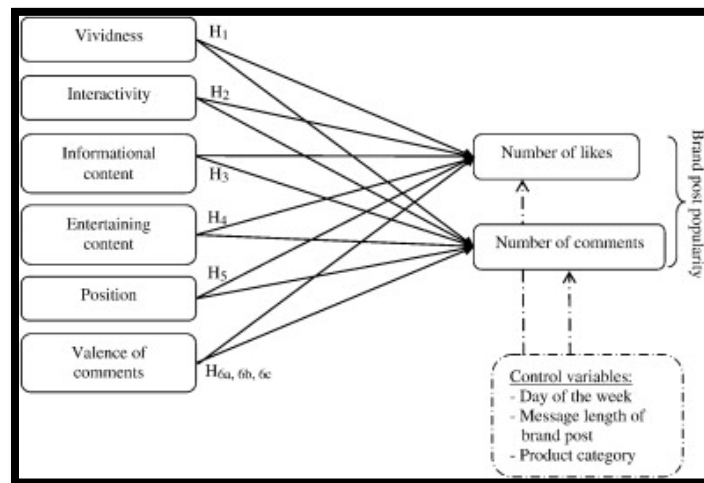 Vividness
H1
Interactivity
H2
Informational
content
H3
Entertaining
content
H4
Position
H5
Valence of
comments
H6a, 6b, 6c
Number of likes
Number of comments
Brand post popularity
Control variables:
- Day of the week
- Message length of
brand post
- Product category